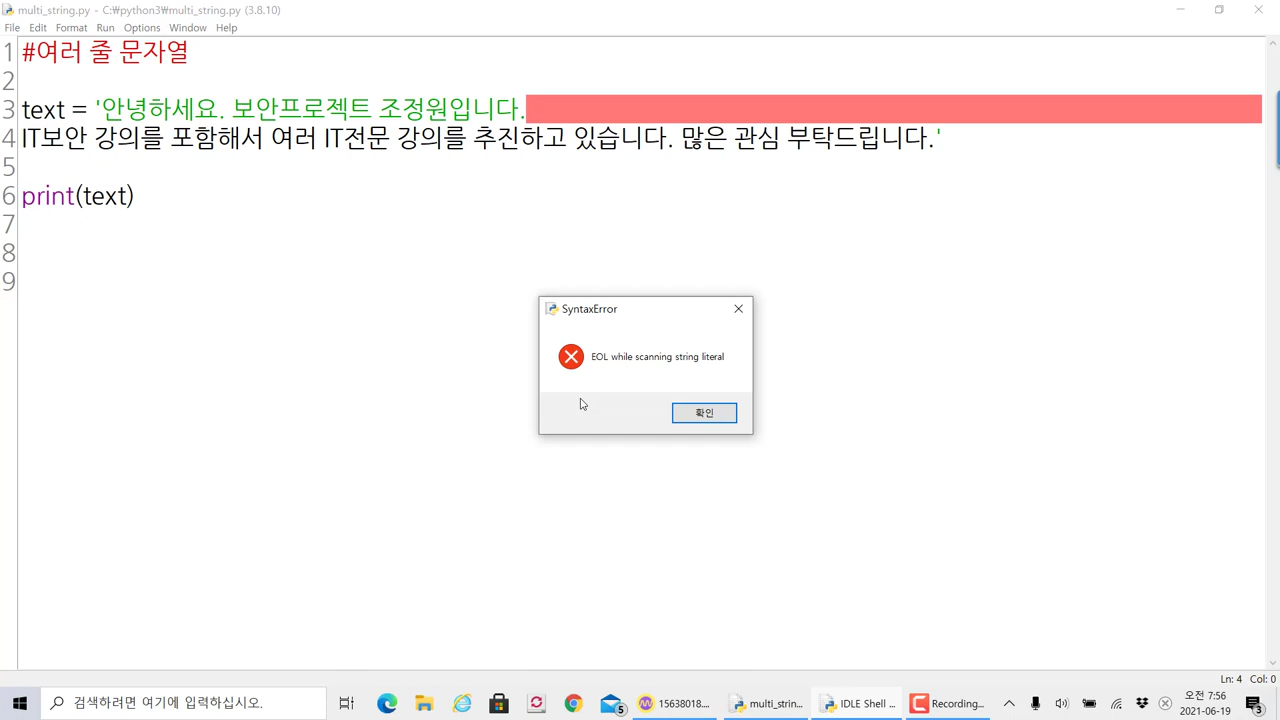 multi_string.py - C:₩python3₩multi_string.py (3.8.10)
File Edit Format Run Options Window Help
1 #여러 줄 문자열
2
3 text = '안녕하세요. 보안프로젝트 조정원입니다.
4 IT보안 강의를 포함해서 여러 IT전문 강의를 추진하고 있습니다. 많은 관심 부탁드립니다.'
5
6 print(text)
7
8
9
SyntaxError
EOL while scanning string literal
확인
Ln: 4 Col: 0
검색하려면 여기에 입력하십시오.
5
15638018....
multi_strin...
IDLE Shell ...
Recording...
오전 7:56
2021-06-19
3